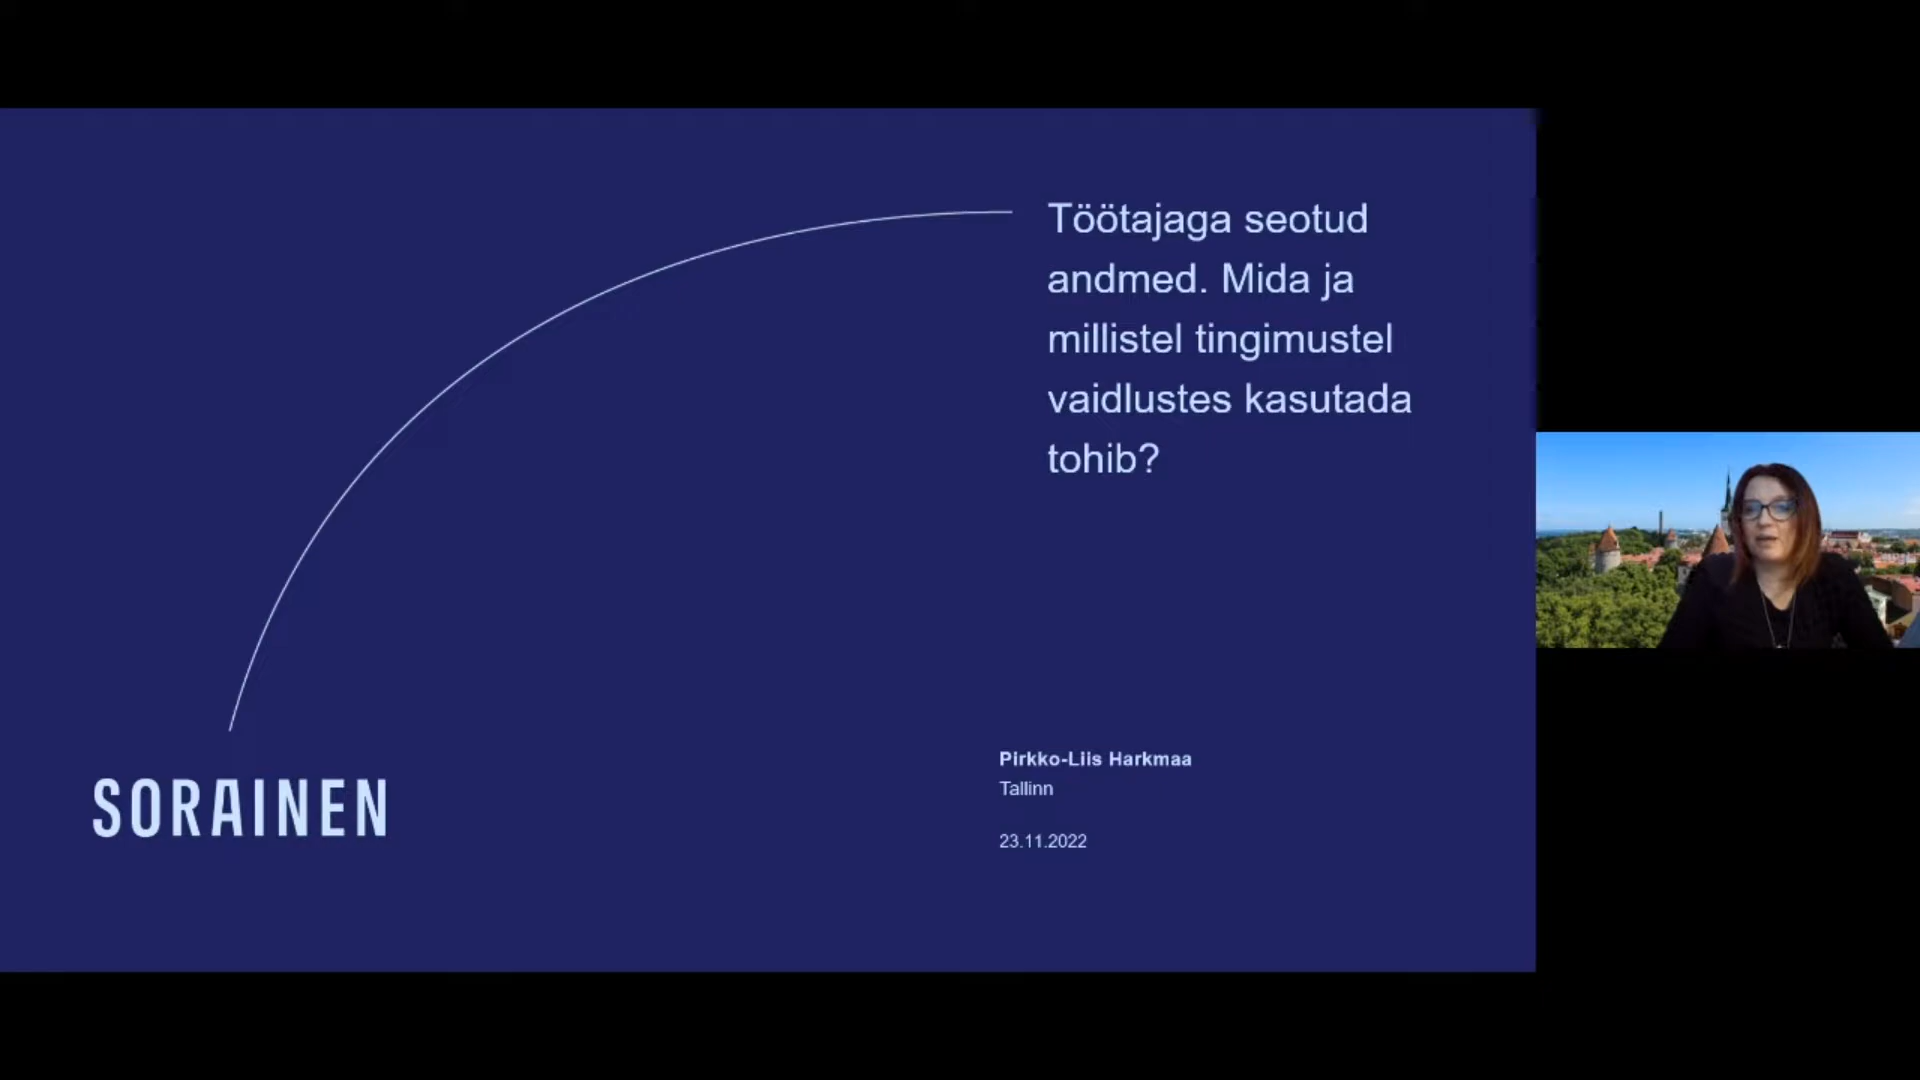 Töötajaga seotud
andmed. Mida ja
millistel tingimustel
vaidlustes kasutada
tohib?
SORAINEN
Pirkko-Liis Harkmaa
Tallinn
23.11.2022